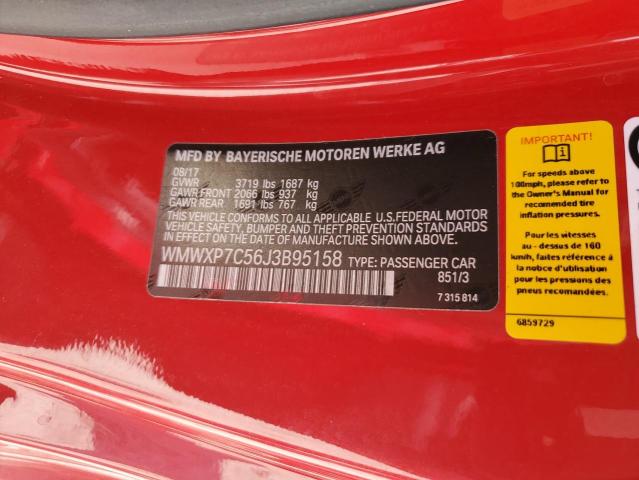 MFD BY BAYERISCHE MOTOREN WERKE AG
08/17
GVWR 3719 lbs 1687 kg
GAWR FRONT 2066 lbs 937 kg
GAWR REAR 1691 lbs 767 kg
THIS VEHICLE CONFORMS TO ALL APPLICABLE U.S.FEDERAL MOTOR
VEHICLE SAFETY, BUMPER, AND THEFT PREVENTION STANDARDS
IN EFFECT ON THE DATE OF MANUFACTURE SHOWN ABOVE.
WMWXP7C56J3B95158 TYPE: PASSENGER CAR
851/3
7 315 814
IMPORTANT!
For speeds above
100mph, please refer to
the Owner's Manual for
recomended tire
inflation pressures.
Pour les vitesses
au - dessus de 160
km/h, faites référence à
la notice d'utilisation
pour les pressions des
pneus recomandées.
6859729